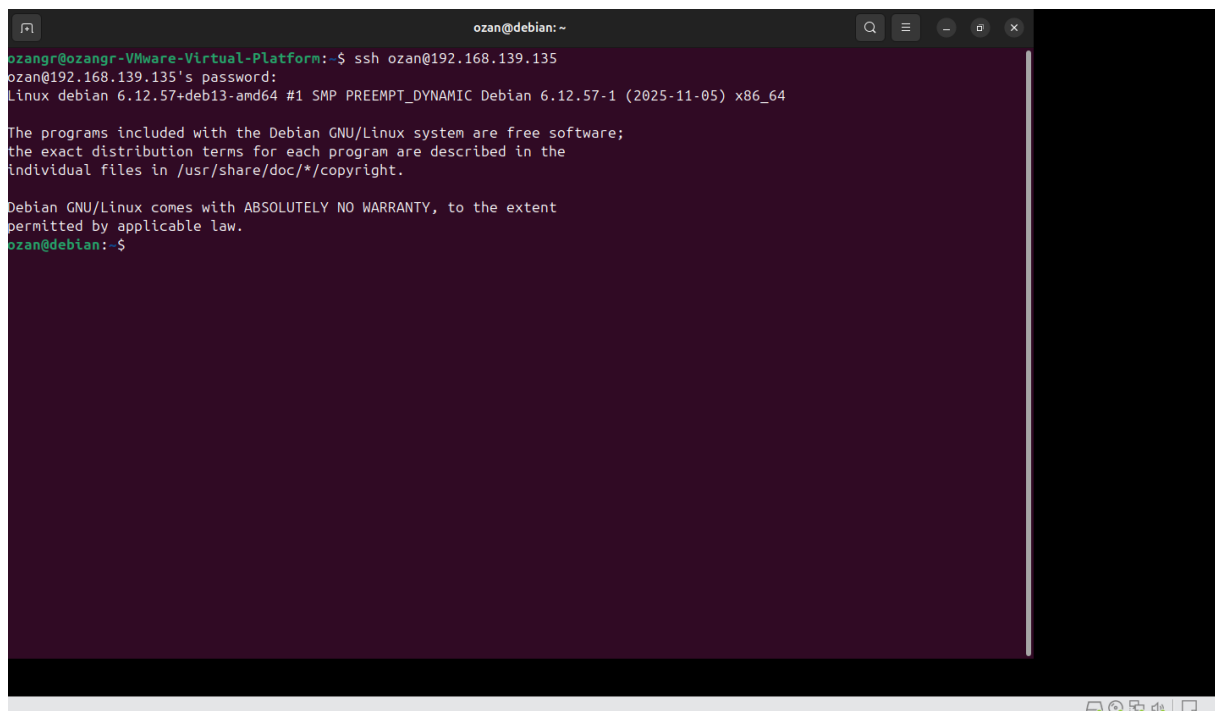 ozan@debian: ~
ozangr@ozangr-VMware-Virtual-Platform:~$ ssh ozan@192.168.139.135
ozan@192.168.139.135's password:
Linux debian 6.12.57+deb13-amd64 #1 SMP PREEMPT_DYNAMIC Debian 6.12.57-1 (2025-11-05) x86_64
The programs included with the Debian GNU/Linux system are free software;
the exact distribution terms for each program are described in the
individual files in /usr/share/doc/*/copyright.
Debian GNU/Linux comes with ABSOLUTELY NO WARRANTY, to the extent
permitted by applicable law.
ozan@debian:~$